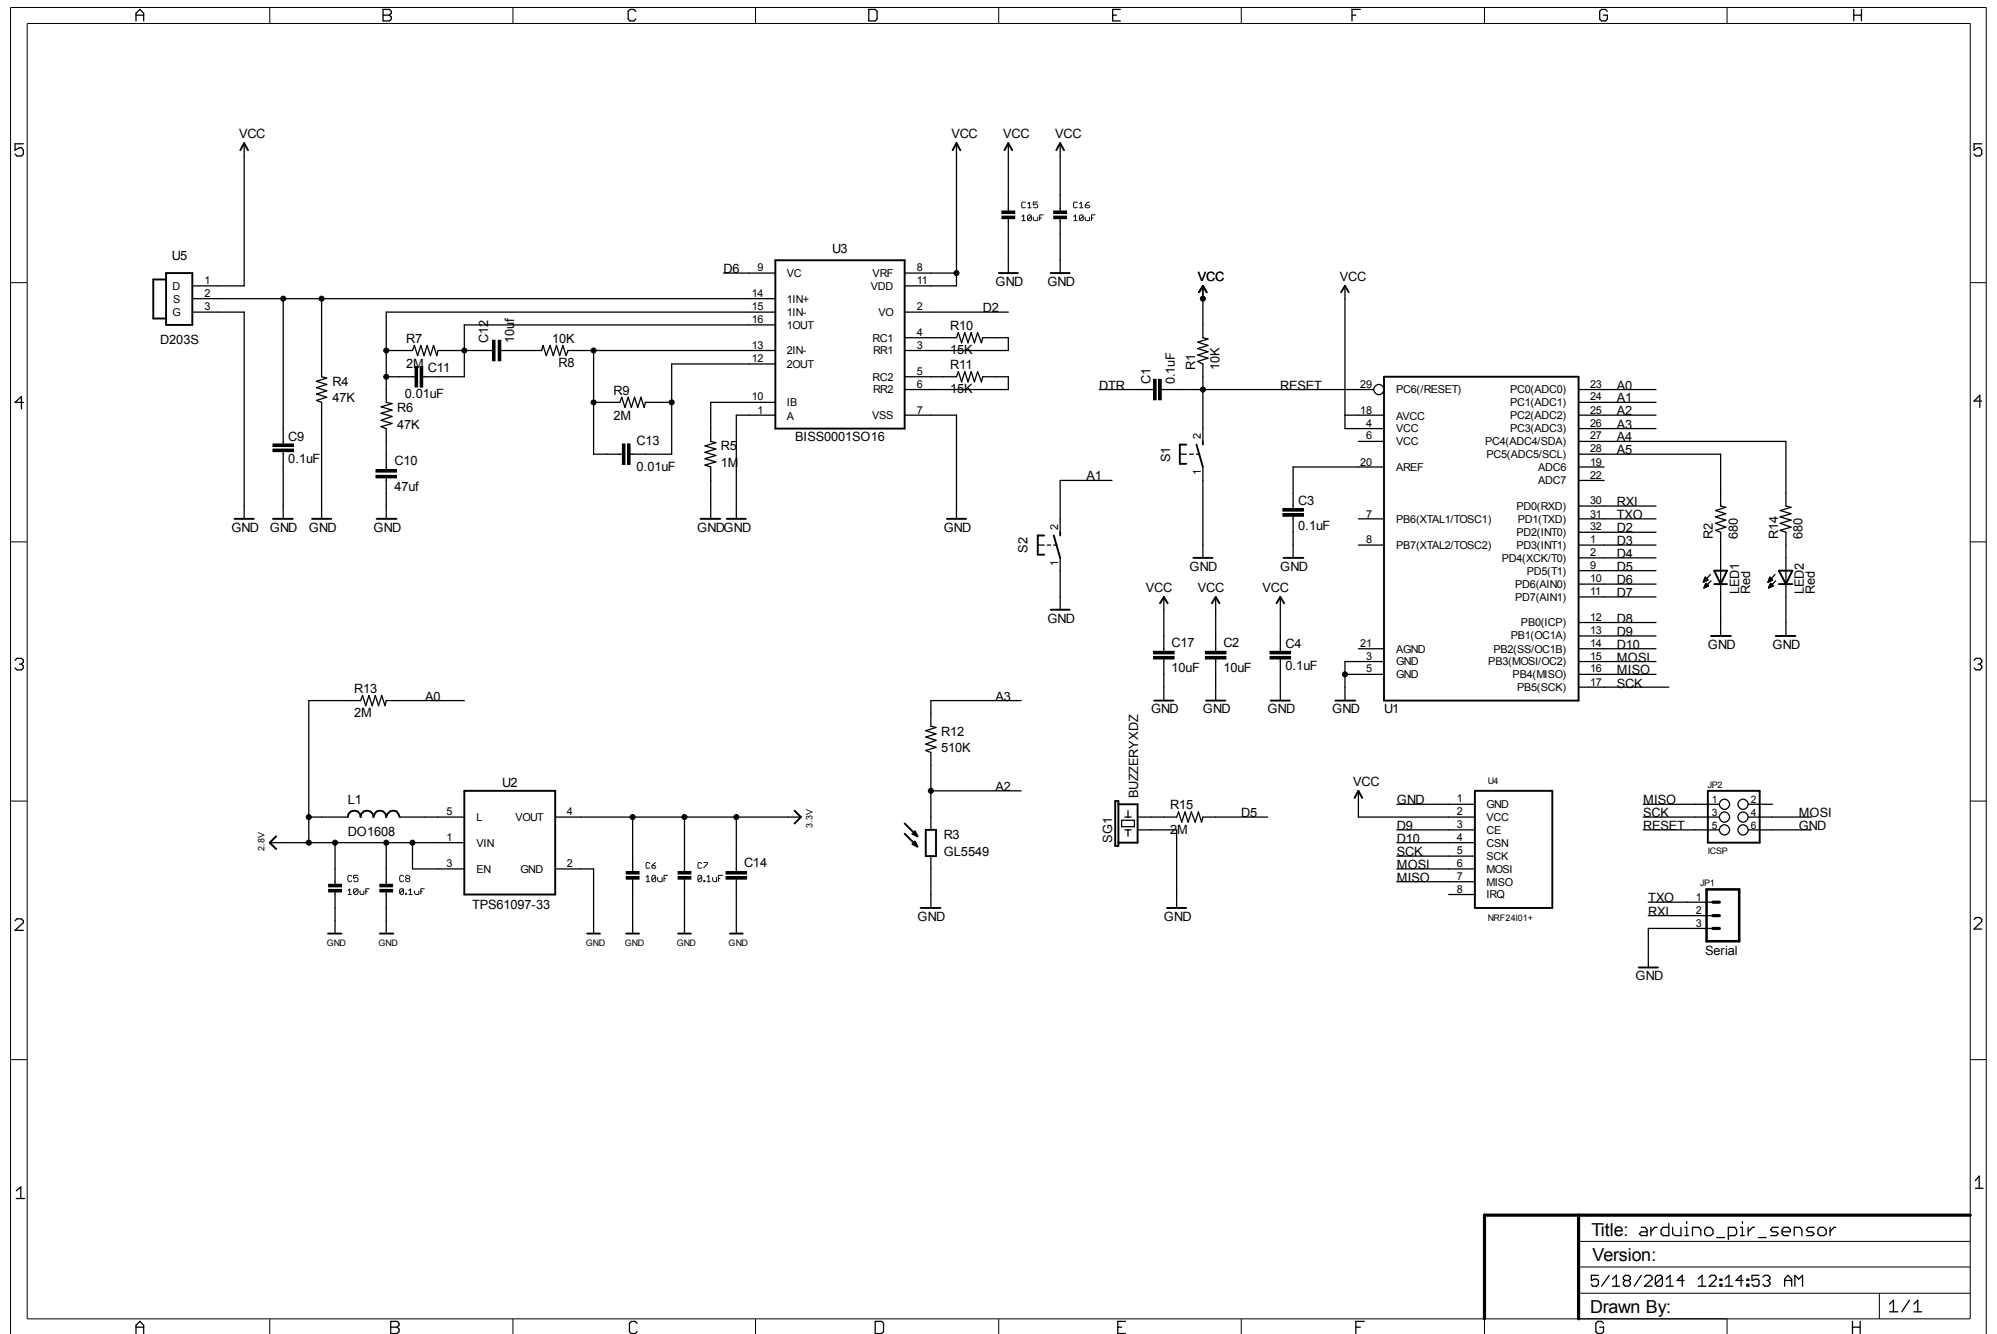 A B C D E F G H
5 5
4 4
3 3
2 2
1 1
A B C D E F G H
VCC
U5
D 1
S 2
G 3
D203S
GND
C9
0.1uF
GND
R4
47K
GND
R7
2M
C11
0.01uF
R6
47K
C10
47uf
GND
C12
10uf
10K
R8
R9
2M
C13
0.01uF
R5
1M
GND
GND
U3
D6 9 VC
14 1IN+
15 1IN-
16 1OUT
13 2IN-
12 2OUT
10 IB
1 A
VRF 8
VDD 11
VO 2 D2
RC1 4
RR1 3
RC2 5
RR2 6
VSS 7
BISS0001SO16
R10
15K
R11
15K
VCC
GND
VCC
C15
10uF
GND
VCC
C16
10uF
GND
A1
S2
2
1
GND
VCC
R1
10K
DTR
C1
0.1uF
RESET
S1
2
1
GND
VCC
C3
0.1uF
GND
VCC
C17
10uF
GND
VCC
C2
10uF
GND
VCC
C4
0.1uF
GND
29 PC6(/RESET)
18 AVCC
4 VCC
6 VCC
20 AREF
7 PB6(XTAL1/TOSC1)
8 PB7(XTAL2/TOSC2)
21 AGND
3 GND
5 GND
GND
U1
PC0(ADC0) 23 A0
PC1(ADC1) 24 A1
PC2(ADC2) 25 A2
PC3(ADC3) 26 A3
PC4(ADC4/SDA) 27 A4
PC5(ADC5/SCL) 28 A5
ADC6 19
ADC7 22
PD0(RXD) 30 RXI
PD1(TXD) 31 TXO
PD2(INT0) 32 D2
PD3(INT1) 1 D3
PD4(XCK/T0) 2 D4
PD5(T1) 9 D5
PD6(AIN0) 10 D6
PD7(AIN1) 11 D7
PB0(ICP) 12 D8
PB1(OC1A) 13 D9
PB2(SS/OC1B) 14 D10
PB3(MOSI/OC2) 15 MOSI
PB4(MISO) 16 MISO
PB5(SCK) 17 SCK
R2
680
LED1
Red
GND
R14
680
LED2
Red
GND
R13
2M
A0
L1
DO1608
2.8V
C5
10uF
GND
C8
0.1uF
GND
U2
5 L
1 VIN
3 EN
VOUT 4
GND 2
TPS61097-33
GND
C6
10uF
GND
C7
0.1uF
GND
C14
GND
3.3V
A3
R12
510K
A2
R3
GL5549
GND
BUZZERYXDZ
SG1
R15
2M
D5
GND
VCC
U4
GND 1 GND
2 VCC
D9 3 CE
D10 4 CSN
SCK 5 SCK
MOSI 6 MOSI
MISO 7 MISO
8 IRQ
NRF24l01+
JP2
MISO 1 2
SCK 3 4 MOSI
RESET 5 6 GND
ICSP
JP1
TXO 1
RXI 2
3
Serial
GND
Title: arduino_pir_sensor
Version:
5/18/2014 12:14:53 AM
Drawn By: 1/1